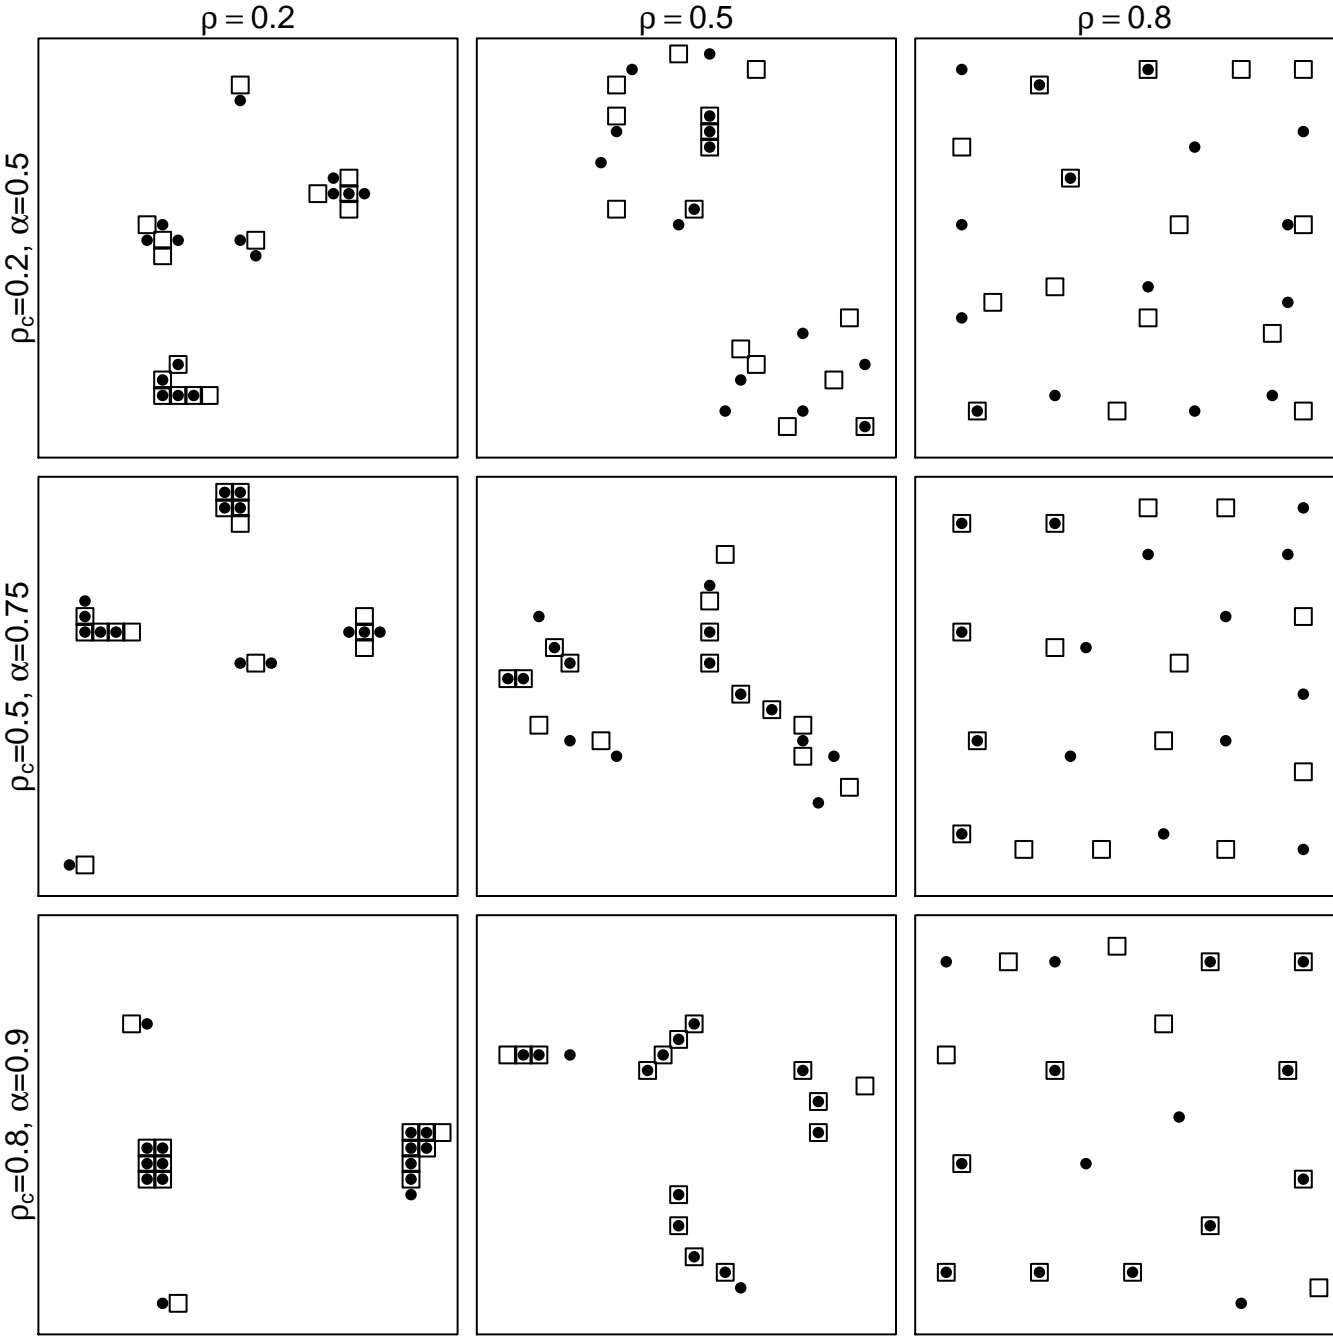 ρ = 0.2
ρ = 0.5
ρ = 0.8
ρc=0.2, α=0.5
ρc=0.5, α=0.75
ρc=0.8, α=0.9